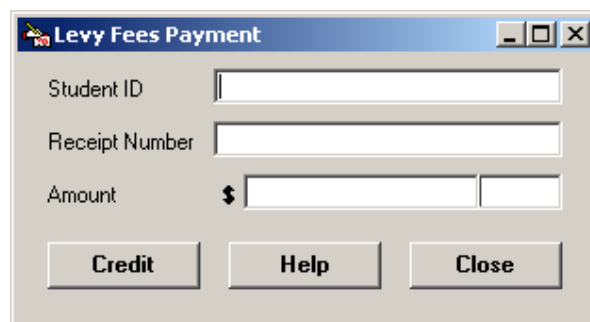 Levy Fees Payment
Student ID
Receipt Number
Amount $
Credit Help Close